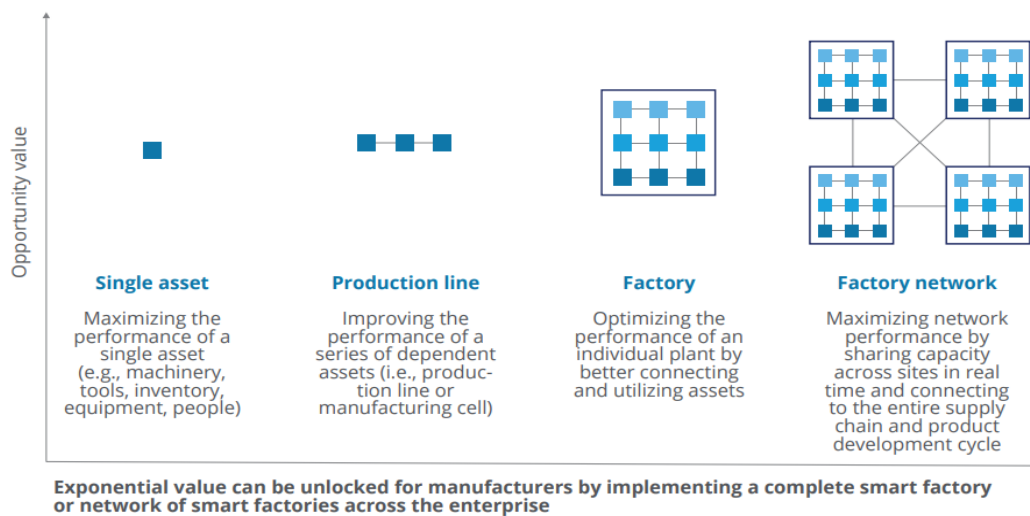 Opportunity value
Single asset
Maximizing the
performance of a
single asset
(e.g., machinery,
tools, inventory,
equipment, people)
Production line
Improving the
performance of a
series of dependent
assets (i.e., produc-
tion line or
manufacturing cell)
Factory
Optimizing the
performance of an
individual plant by
better connecting
and utilizing assets
Factory network
Maximizing network
performance by
sharing capacity
across sites in real
time and connecting
to the entire supply
chain and product
development cycle
Exponential value can be unlocked for manufacturers by implementing a complete smart factory
or network of smart factories across the enterprise